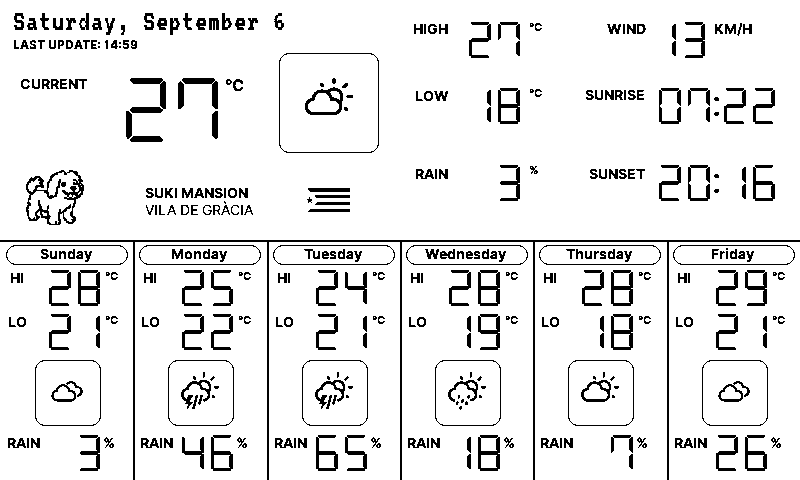 Saturday, September 6
LAST UPDATE: 14:59
CURRENT 27 °C
HIGH 27 °C
LOW 18 °C
RAIN 3 %
WIND 13 KM/H
SUNRISE 07:22
SUNSET 20:16
SUKI MANSION
VILA DE GRÀCIA
Sunday
HI 28 °C
LO 21 °C
RAIN 3 %
Monday
HI 25 °C
LO 22 °C
RAIN 46 %
Tuesday
HI 24 °C
LO 21 °C
RAIN 65 %
Wednesday
HI 28 °C
LO 19 °C
RAIN 18 %
Thursday
HI 28 °C
LO 18 °C
RAIN 7 %
Friday
HI 29 °C
LO 21 °C
RAIN 26 %